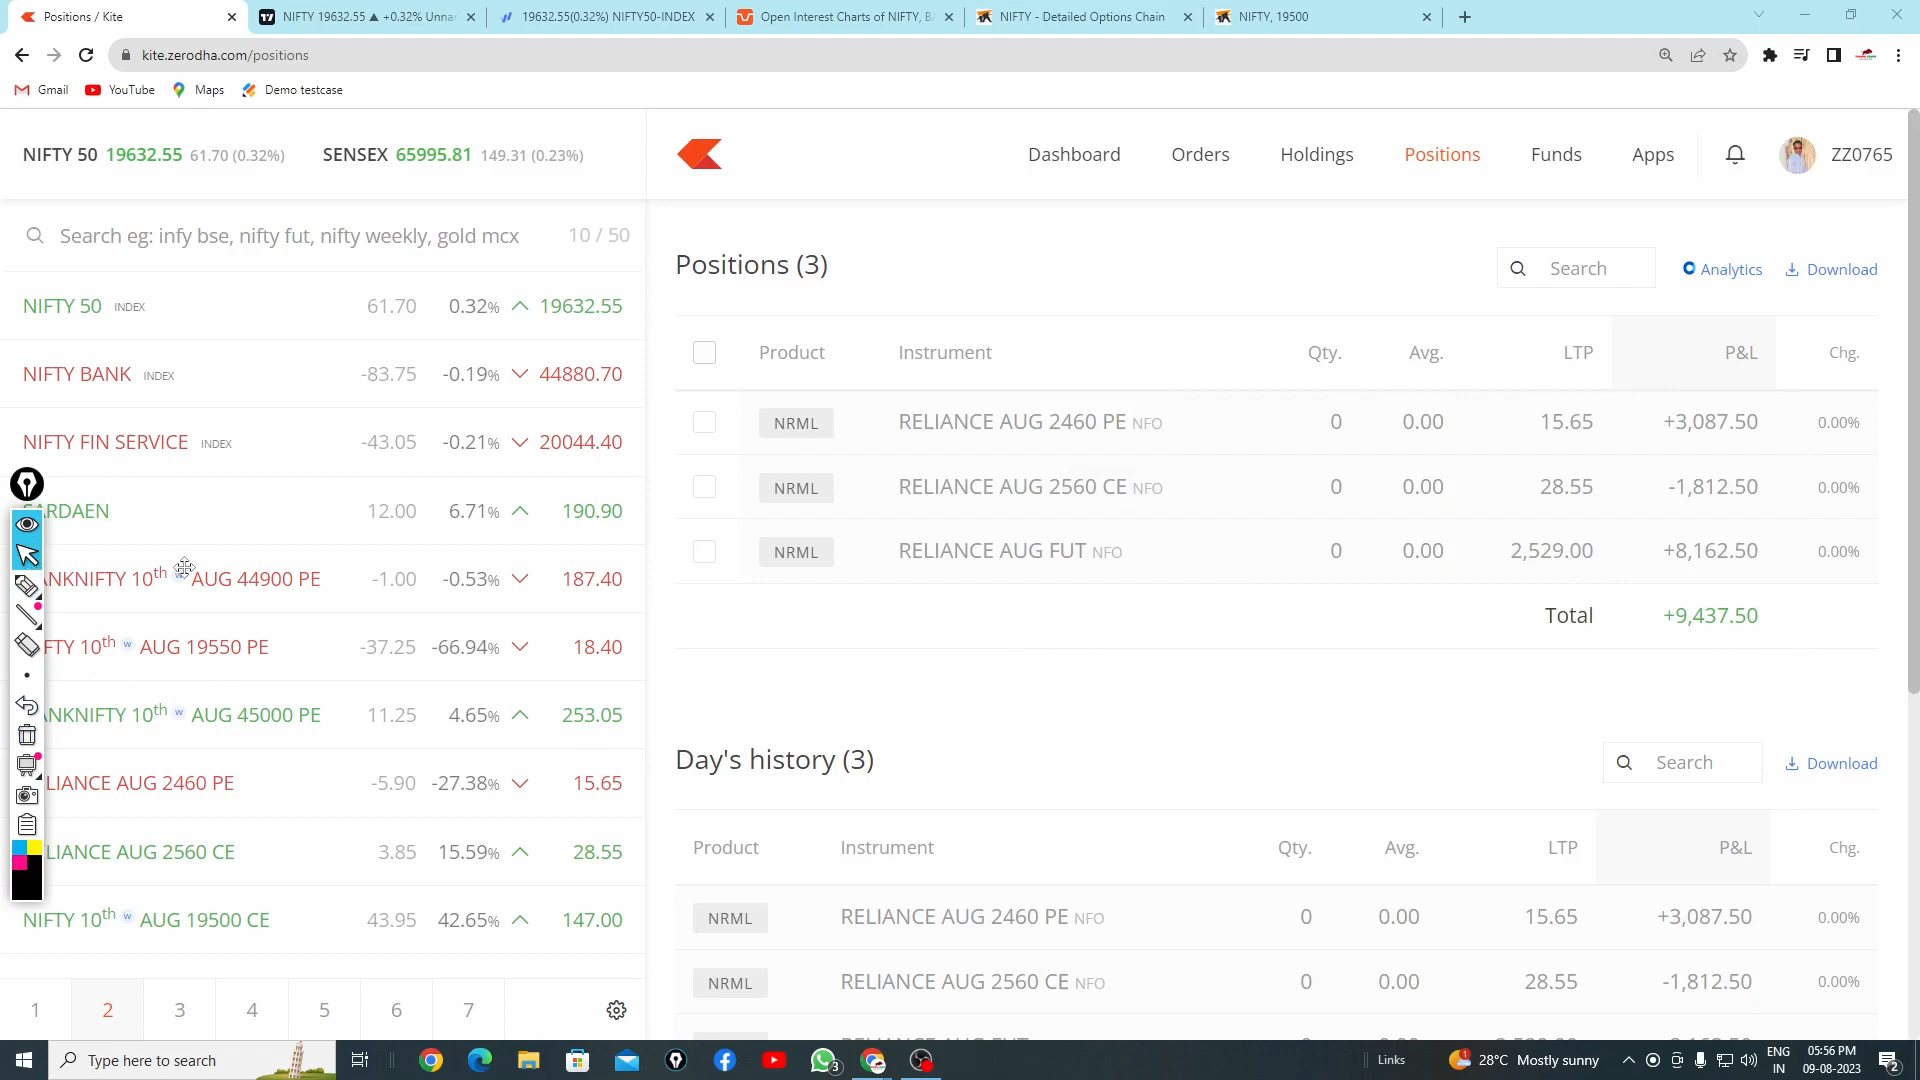 Positions / Kite
NIFTY 19632.55 ▲ +0.32% Unnar
19632.55(0.32%) NIFTY50-INDEX
Open Interest Charts of NIFTY, BA
NIFTY - Detailed Options Chain
NIFTY, 19500
kite.zerodha.com/positions
Gmail YouTube Maps Demo testcase
NIFTY 50 19632.55 61.70 (0.32%) SENSEX 65995.81 149.31 (0.23%)
Dashboard Orders Holdings Positions Funds Apps ZZ0765
Search eg: infy bse, nifty fut, nifty weekly, gold mcx 10 / 50
NIFTY 50 INDEX 61.70 0.32% 19632.55
NIFTY BANK INDEX -83.75 -0.19% 44880.70
NIFTY FIN SERVICE INDEX -43.05 -0.21% 20044.40
ARDAEN 12.00 6.71% 190.90
ANKNIFTY 10th w AUG 44900 PE -1.00 -0.53% 187.40
FTY 10th w AUG 19550 PE -37.25 -66.94% 18.40
ANKNIFTY 10th w AUG 45000 PE 11.25 4.65% 253.05
LIANCE AUG 2460 PE -5.90 -27.38% 15.65
LIANCE AUG 2560 CE 3.85 15.59% 28.55
NIFTY 10th w AUG 19500 CE 43.95 42.65% 147.00
1 2 3 4 5 6 7
Positions (3) Search Analytics Download
Product Instrument Qty. Avg. LTP P&L Chg.
NRML RELIANCE AUG 2460 PE NFO 0 0.00 15.65 +3,087.50 0.00%
NRML RELIANCE AUG 2560 CE NFO 0 0.00 28.55 -1,812.50 0.00%
NRML RELIANCE AUG FUT NFO 0 0.00 2,529.00 +8,162.50 0.00%
Total +9,437.50
Day's history (3) Search Download
Product Instrument Qty. Avg. LTP P&L Chg.
NRML RELIANCE AUG 2460 PE NFO 0 0.00 15.65 +3,087.50 0.00%
NRML RELIANCE AUG 2560 CE NFO 0 0.00 28.55 -1,812.50 0.00%
Type here to search 3 Links 1 28°C Mostly sunny ENG 05:56 PM
IN 09-08-2023 2